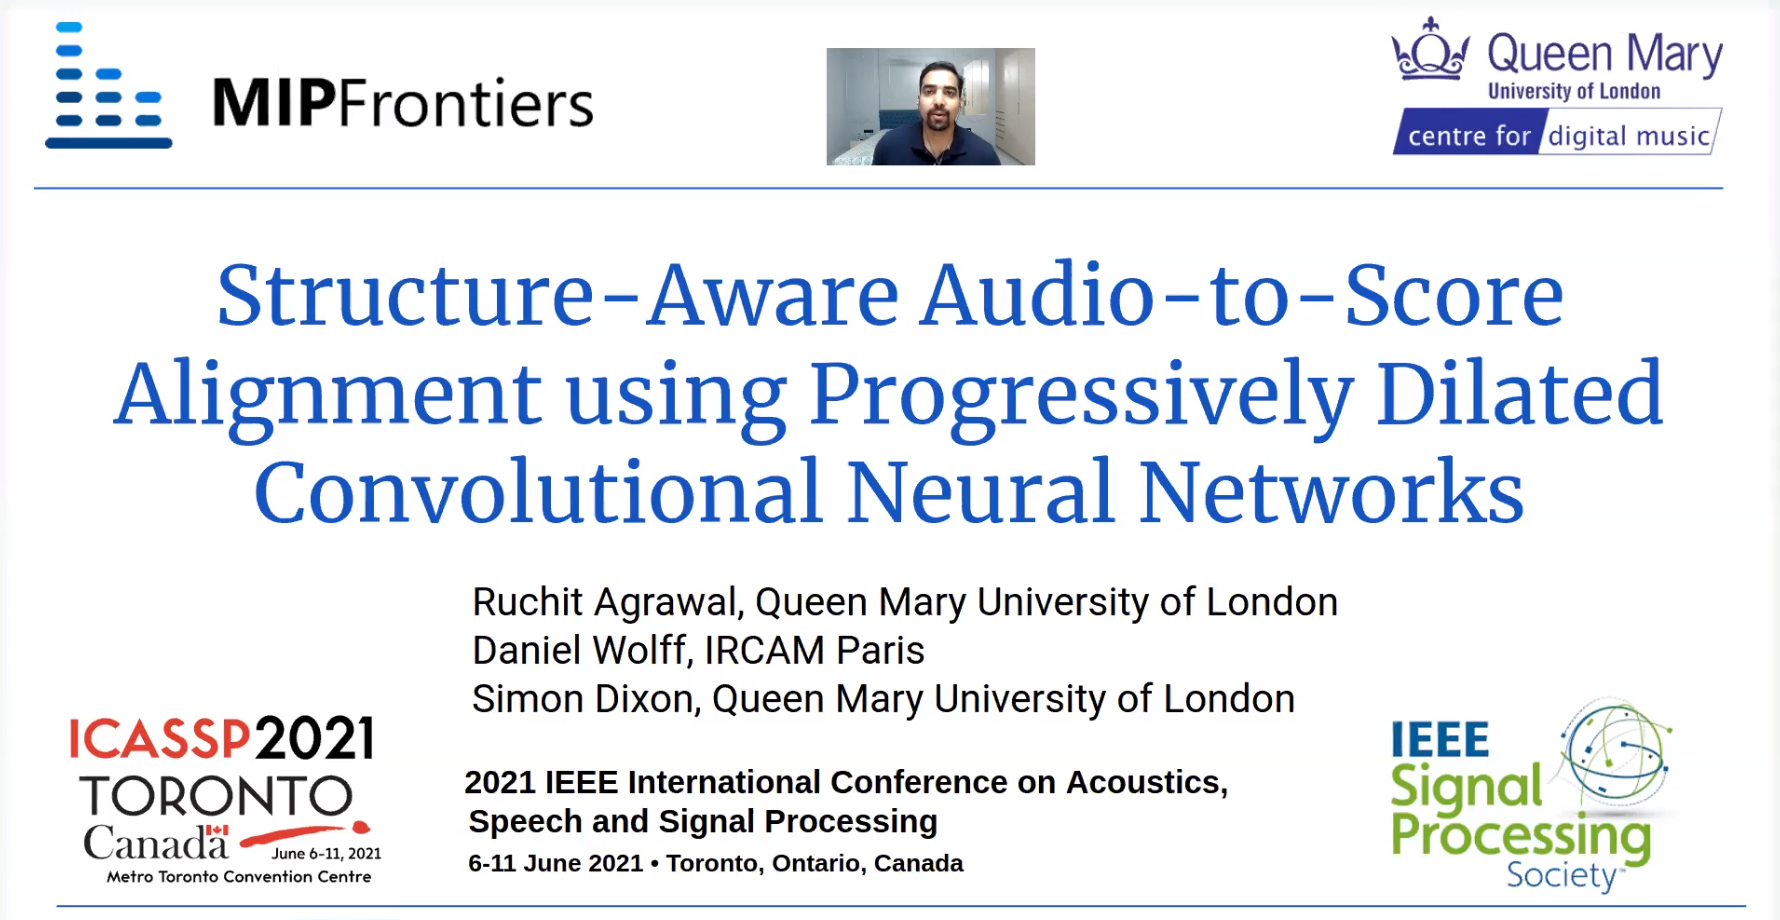 MIPFrontiers
Queen Mary
University of London
centre for digital music
Structure-Aware Audio-to-Score
Alignment using Progressively Dilated
Convolutional Neural Networks
Ruchit Agrawal, Queen Mary University of London
Daniel Wolff, IRCAM Paris
Simon Dixon, Queen Mary University of London
ICASSP2021
TORONTO
Canada
June 6-11, 2021
Metro Toronto Convention Centre
2021 IEEE International Conference on Acoustics,
Speech and Signal Processing
6-11 June 2021 • Toronto, Ontario, Canada
IEEE
Signal
Processing
Society™